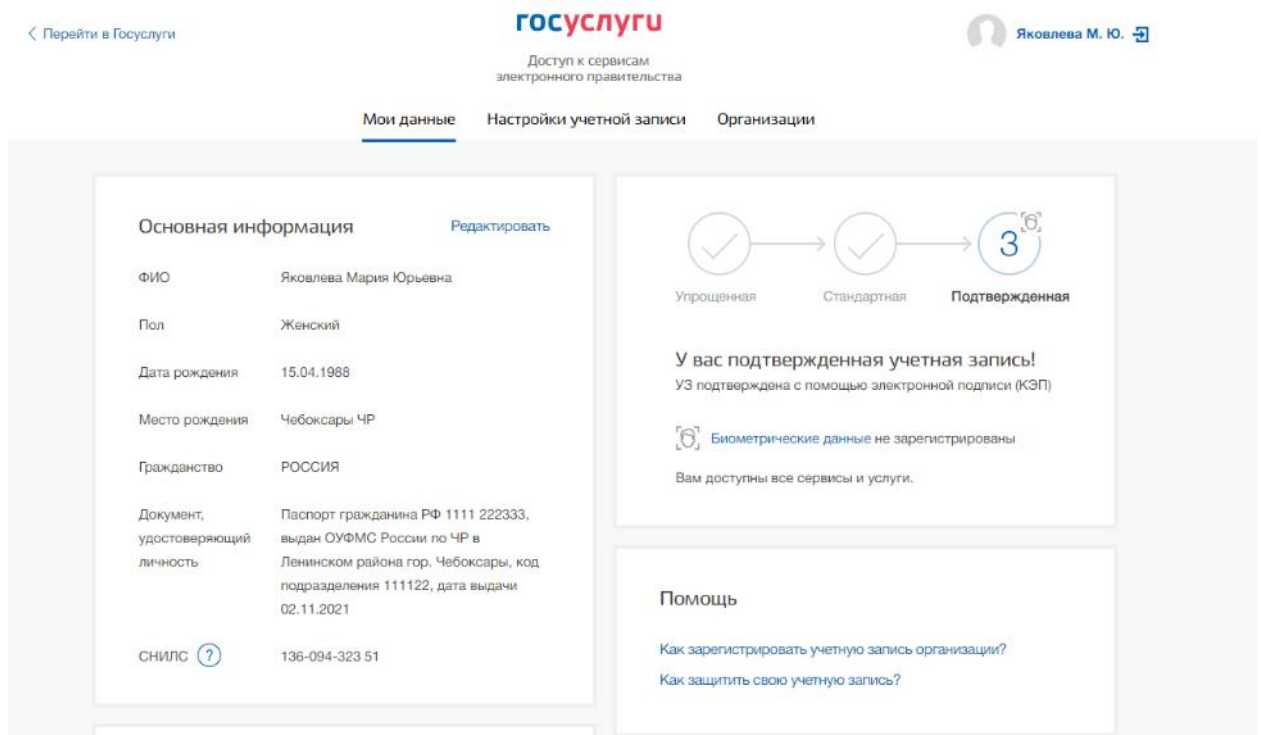 Перейти в Госуслуги
госуслуги
Яковлева М. Ю.
Доступ к сервисам
электронного правительства
Мои данные Настройки учетной записи Организации
Основная информация Редактировать
ФИО Яковлева Мария Юрьевна
Пол Женский
Дата рождения 15.04.1988
Место рождения Чебоксары ЧР
Гражданство РОССИЯ
Документ, удостоверяющий личность
Паспорт гражданина РФ 1111 222333,
выдан ОУФМС России по ЧР в
Ленинском района гор. Чебоксары, код
подразделения 111122, дата выдачи
02.11.2021
СНИЛС ? 136-094-323 51
3
Упрощенная Стандартная Подтвержденная
У вас подтвержденная учетная запись!
УЗ подтверждена с помощью электронной подписи (КЭП)
Биометрические данные не зарегистрированы
Вам доступны все сервисы и услуги.
Помощь
Как зарегистрировать учетную запись организации?
Как защитить свою учетную запись?